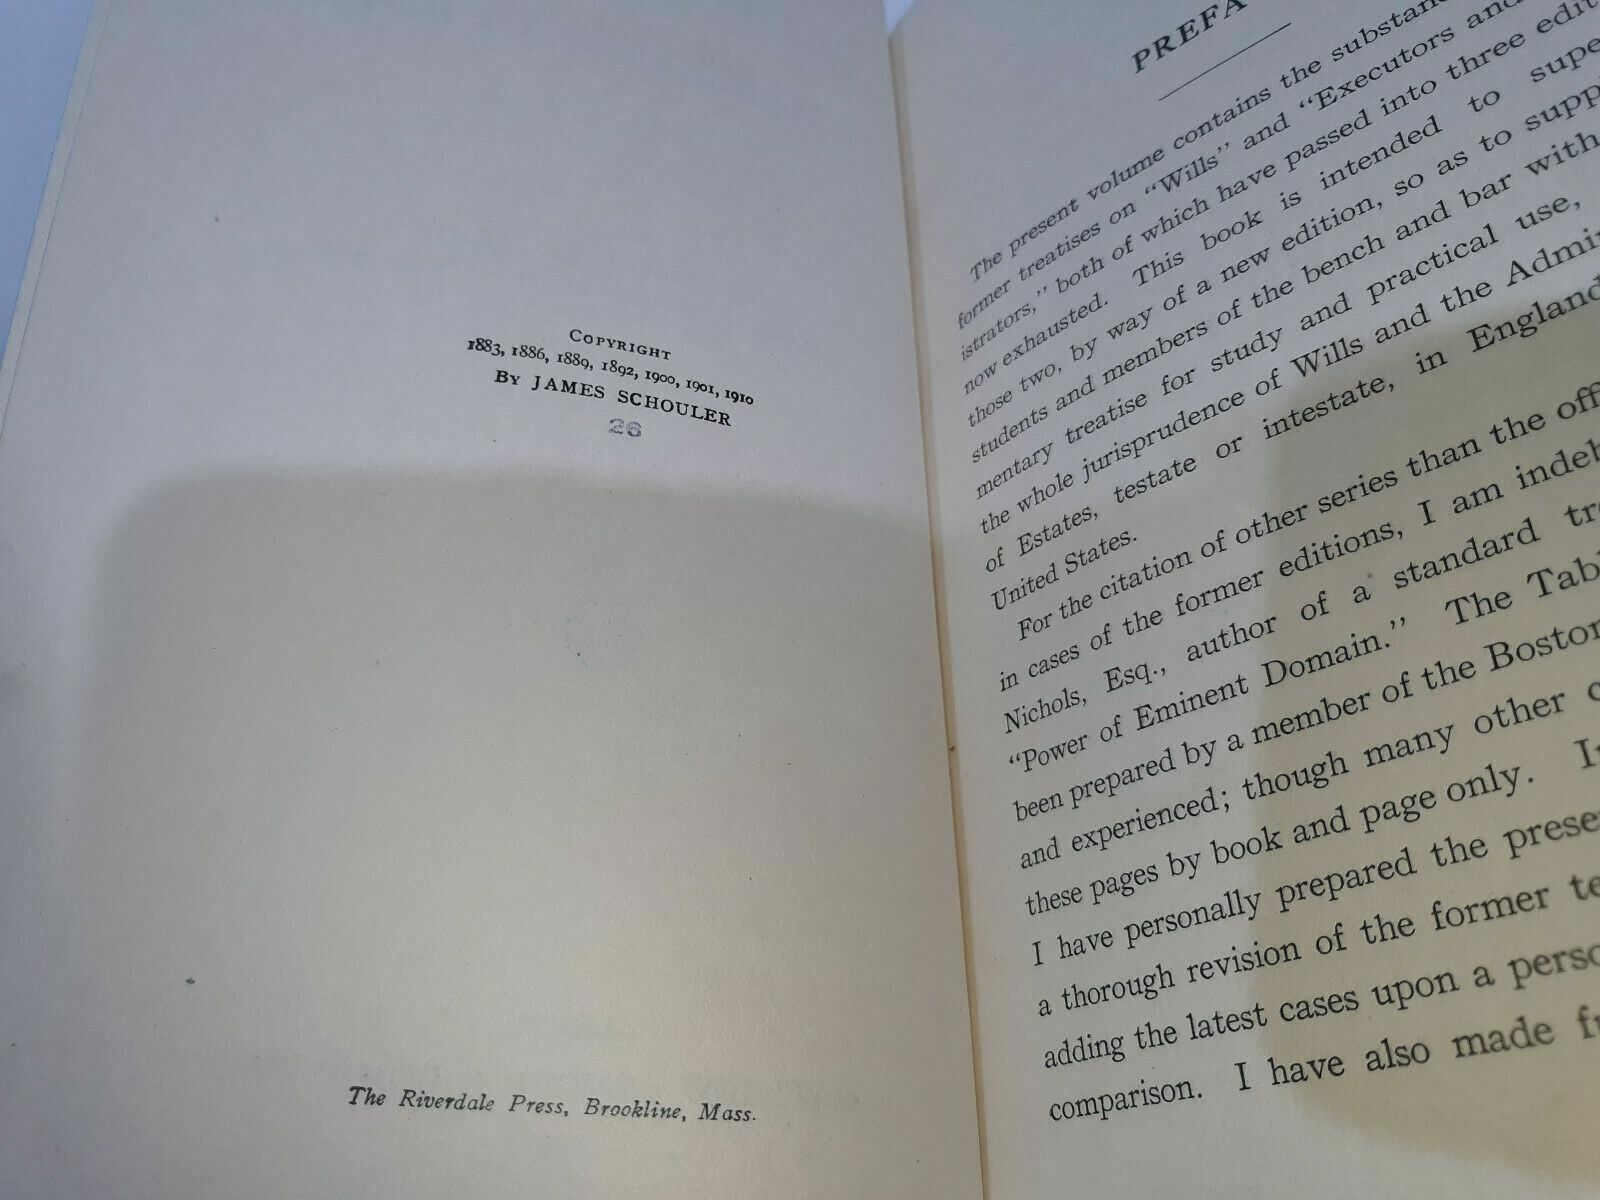 COPYRIGHT
1883, 1886, 1889, 1892, 1900, 1901, 1910
BY JAMES SCHOULER
26
The Riverdale Press, Brookline, Mass.
PREFA
The present volume contains the substan
former treatises on "Wills" and "Executors and
istrators," both of which have passed into three edit
now exhausted. This book is intended to supe
those two, by way of a new edition, so as to suppl
students and members of the bench and bar with
mentary treatise for study and practical use,
the whole jurisprudence of Wills and the Admin
of Estates, testate or intestate, in England
United States.
For the citation of other series than the off
in cases of the former editions, I am indeb
Nichols, Esq., author of a standard tre
"Power of Eminent Domain." The Tabl
been prepared by a member of the Boston
and experienced; though many other c
these pages by book and page only. I
I have personally prepared the prese
a thorough revision of the former te
adding the latest cases upon a perso
comparison. I have also made fu